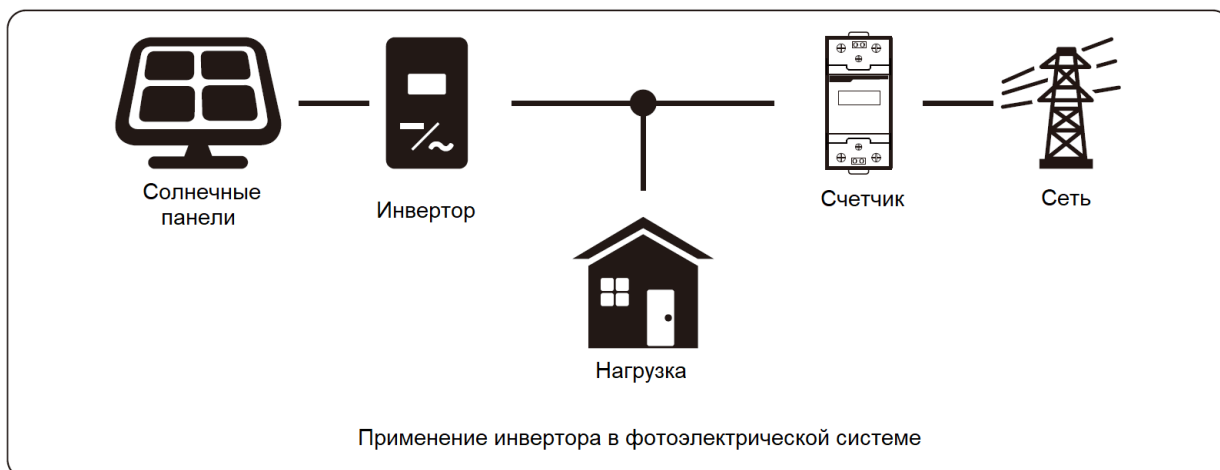 Солнечные
панели
Инвертор
Счетчик
Сеть
Нагрузка
Применение инвертора в фотоэлектрической системе